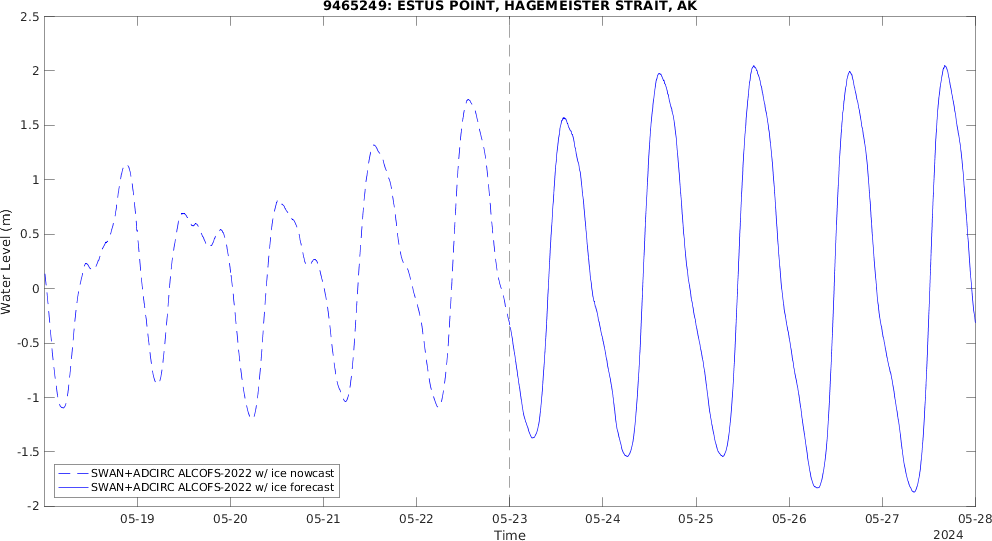 9465249: ESTUS POINT, HAGEMEISTER STRAIT, AK
2.5
2
1.5
1
0.5
0
-0.5
-1
-1.5
-2
Water Level (m)
SWAN+ADCIRC ALCOFS-2022 w/ ice nowcast
SWAN+ADCIRC ALCOFS-2022 w/ ice forecast
05-19 05-20 05-21 05-22 05-23 05-24 05-25 05-26 05-27 05-28
Time
2024